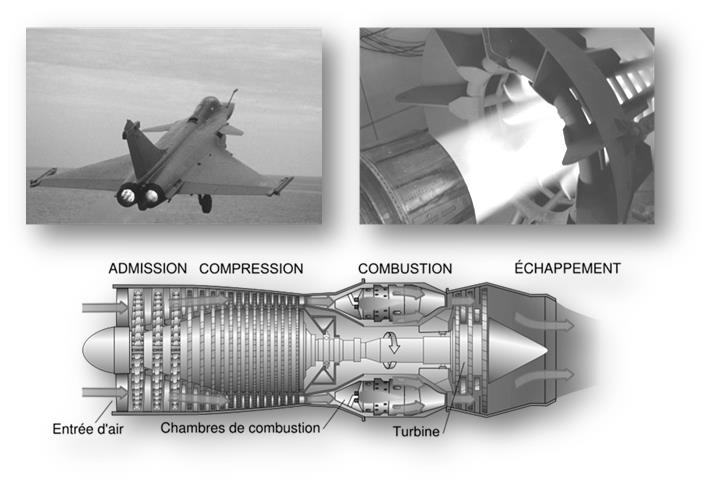 ADMISSION COMPRESSION COMBUSTION ÉCHAPPEMENT
Entrée d'air
Chambres de combustion
Turbine